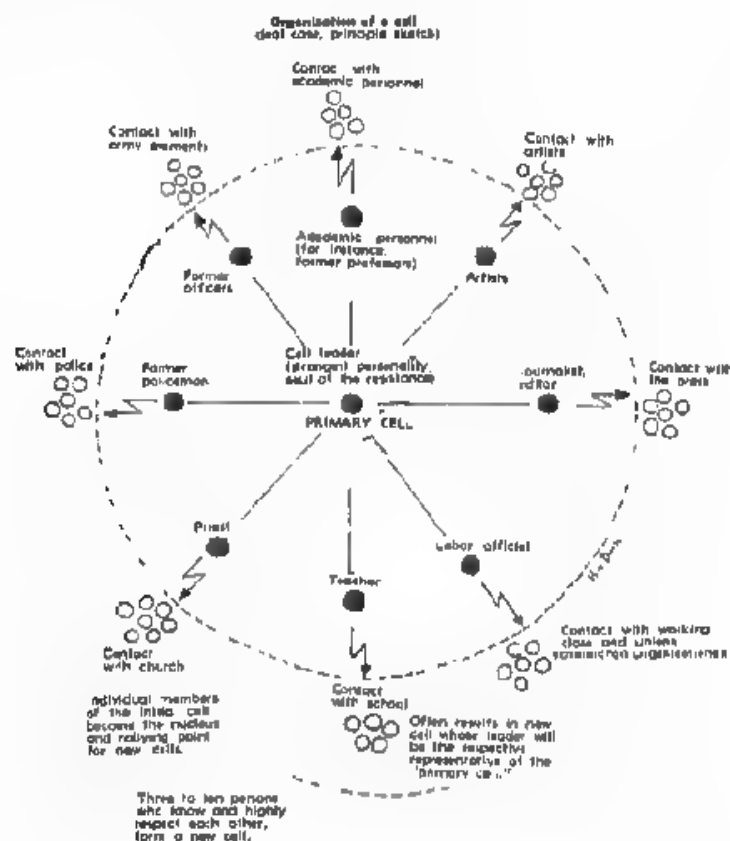 Organization of a cell
(ideal case, principle sketch)
Contact with
academic personnel
Contact with
army elements
Contact with
artists
Academic personnel
(for instance,
former professors)
Former
officers
Artists
Contact
with police
Former
policeman
Cell leader
(strongest personality,
soul of the resistance)
Journalist,
editor
Contact with
the press
PRIMARY CELL
Priest
Labor official
Teacher
Contact
with church
Contact with working
class and unions
Contact
with school
Individual members
of the initial cell
become the nucleus
and rallying point
for new cells.
Often results in new
cell whose leader will
be the respective
representative of the
"primary cell"
Three to ten persons
who know and highly
respect each other,
form a new cell.